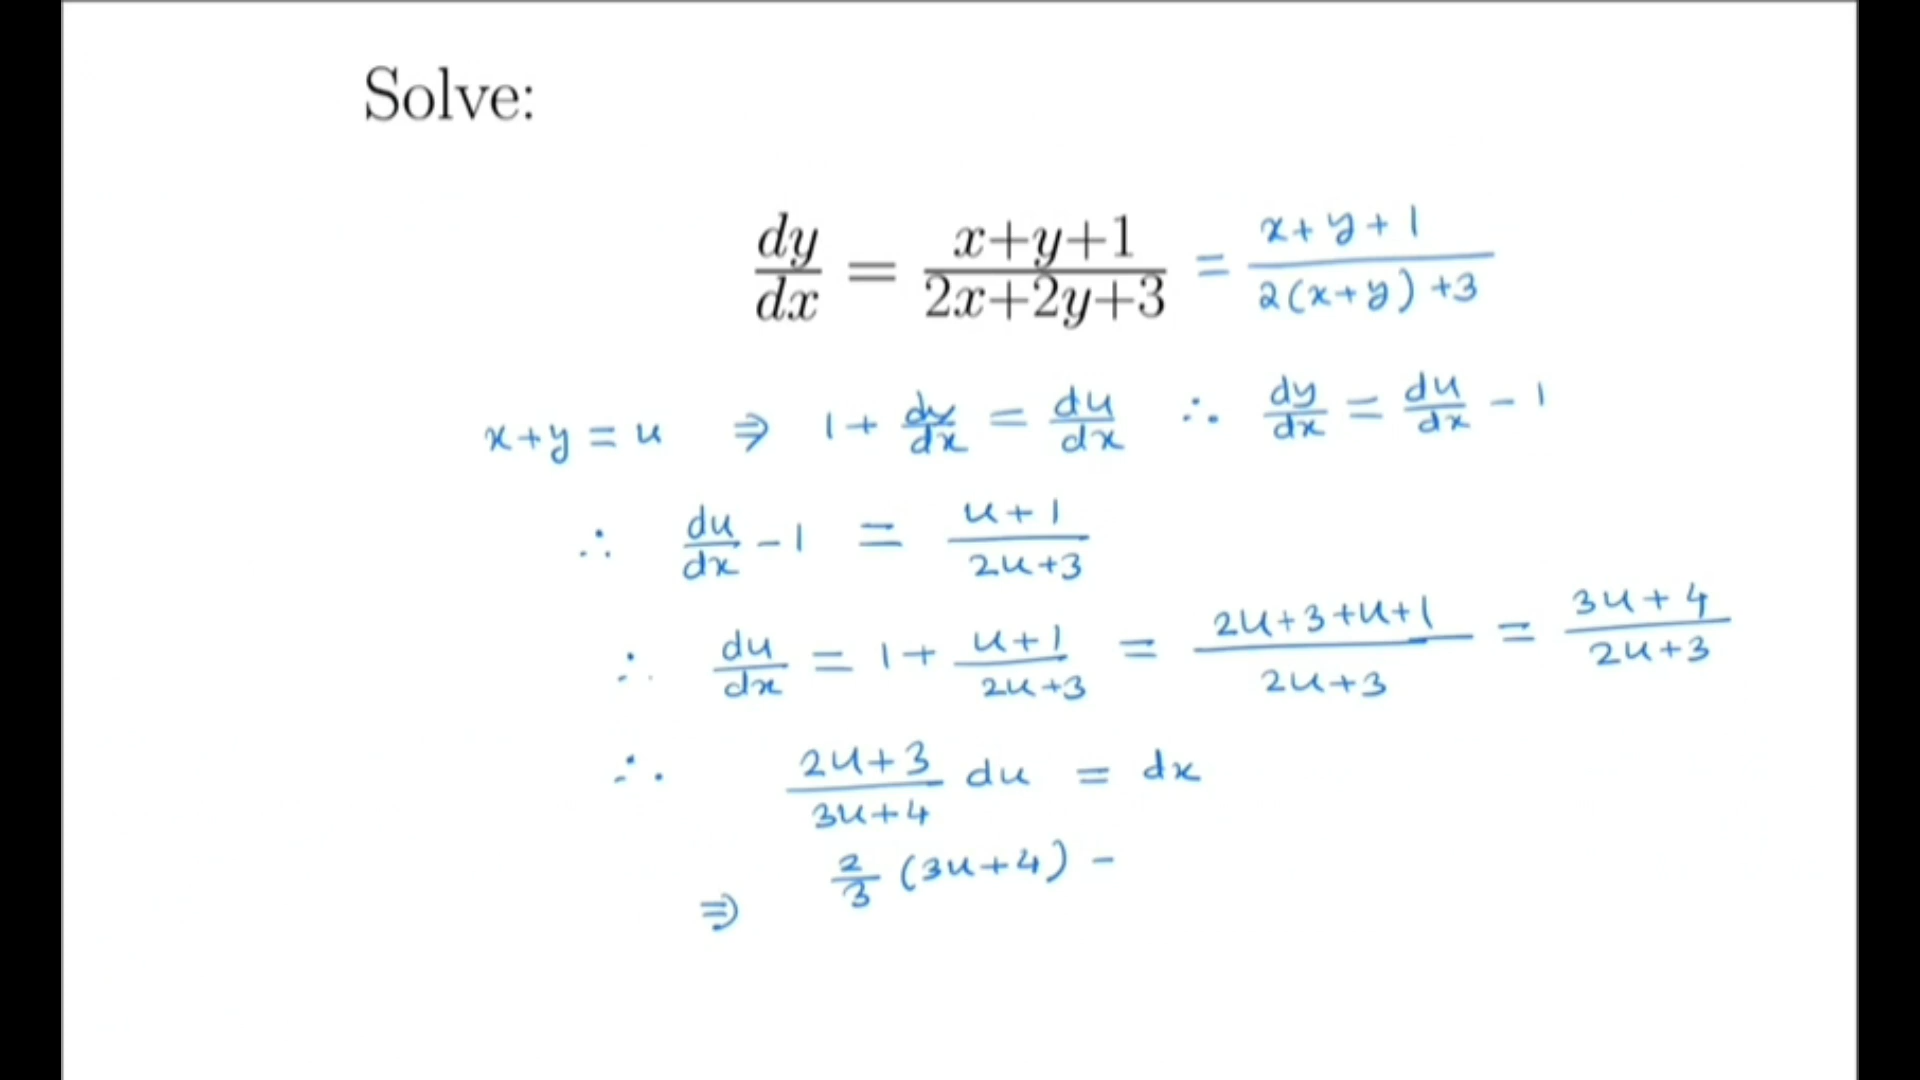 Solve:
dy/dx = x+y+1/2x+2y+3 = x+y+1/2(x+y)+3
x+y = u ⇒ 1+ dy/dx = du/dx ∴ dy/dx = du/dx - 1
∴ du/dx - 1 = u+1/2u+3
∴ du/dx = 1+ u+1/2u+3 = 2u+3+u+1/2u+3 = 3u+4/2u+3
∴ 2u+3/3u+4 du = dx
⇒ 2/3 (3u+4) -